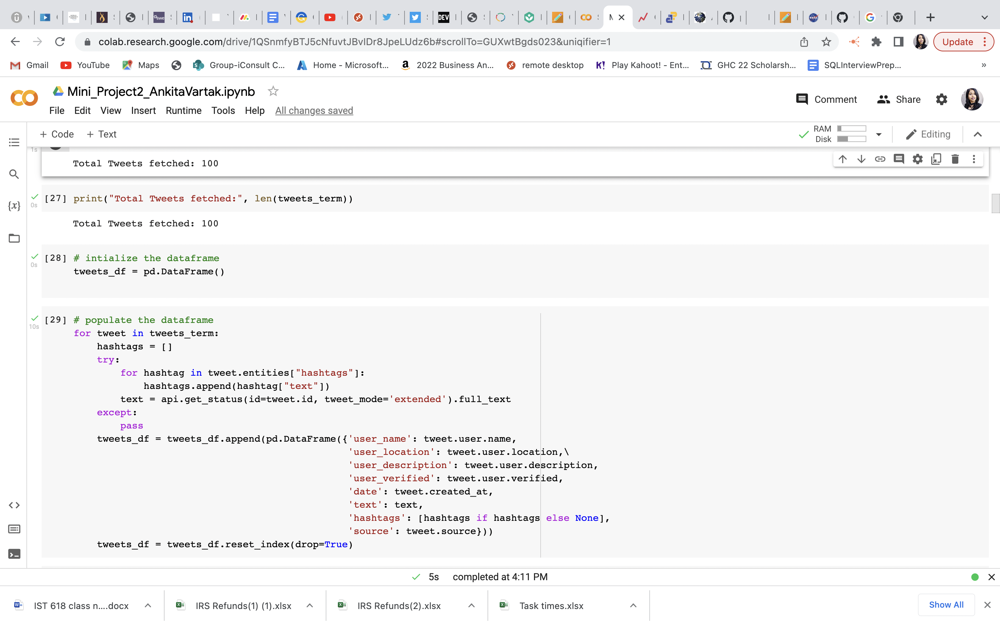 swe
in
DEV
colab.research.google.com/drive/1QSnmfyBTJ5cNfuvtJBvIDr8JpeLUdz6b#scrollTo=GUXwtBgds023&uniqifier=1
Update
Gmail YouTube Maps Group-iConsult C... Home - Microsoft... 2022 Business An... remote desktop K! Play Kahoot! - Ent... GHC 22 Scholarsh... SQLInterviewPrep... »
Mini_Project2_AnkitaVartak.ipynb
Comment Share
File Edit View Insert Runtime Tools Help All changes saved
+ Code + Text
RAM
Disk
Editing
1s
Total Tweets fetched: 100
[27] print("Total Tweets fetched:", len(tweets_term))
0s
Total Tweets fetched: 100
[28] # intialize the dataframe
0s
tweets_df = pd.DataFrame()
[29] # populate the dataframe
10s
for tweet in tweets_term:
hashtags = []
try:
for hashtag in tweet.entities["hashtags"]:
hashtags.append(hashtag["text"])
text = api.get_status(id=tweet.id, tweet_mode='extended').full_text
except:
pass
tweets_df = tweets_df.append(pd.DataFrame({'user_name': tweet.user.name,
'user_location': tweet.user.location,\
'user_description': tweet.user.description,
'user_verified': tweet.user.verified,
'date': tweet.created_at,
'text': text,
'hashtags': [hashtags if hashtags else None],
'source': tweet.source}))
tweets_df = tweets_df.reset_index(drop=True)
{x}
5s completed at 4:11 PM
IST 618 class n....docx IRS Refunds(1) (1).xlsx IRS Refunds(2).xlsx Task times.xlsx Show All